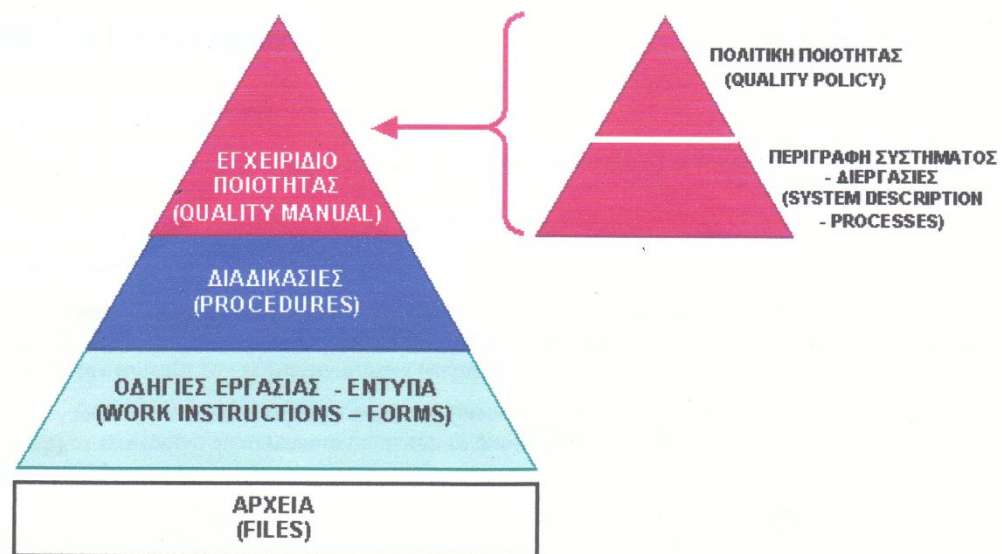 ΕΓΧΕΙΡΙΔΙΟ
ΠΟΙΟΤΗΤΑΣ
(QUALITY MANUAL)
ΔΙΑΔΙΚΑΣΙΕΣ
(PROCEDURES)
ΟΔΗΓΙΕΣ ΕΡΓΑΣΙΑΣ - ΕΝΤΥΠΑ
(WORK INSTRUCTIONS – FORMS)
ΑΡΧΕΙΑ
(FILES)
ΠΟΛΙΤΙΚΗ ΠΟΙΟΤΗΤΑΣ
(QUALITY POLICY)
ΠΕΡΙΓΡΑΦΗ ΣΥΣΤΗΜΑΤΟΣ
- ΔΙΕΡΓΑΣΙΕΣ
(SYSTEM DESCRIPTION
- PROCESSES)